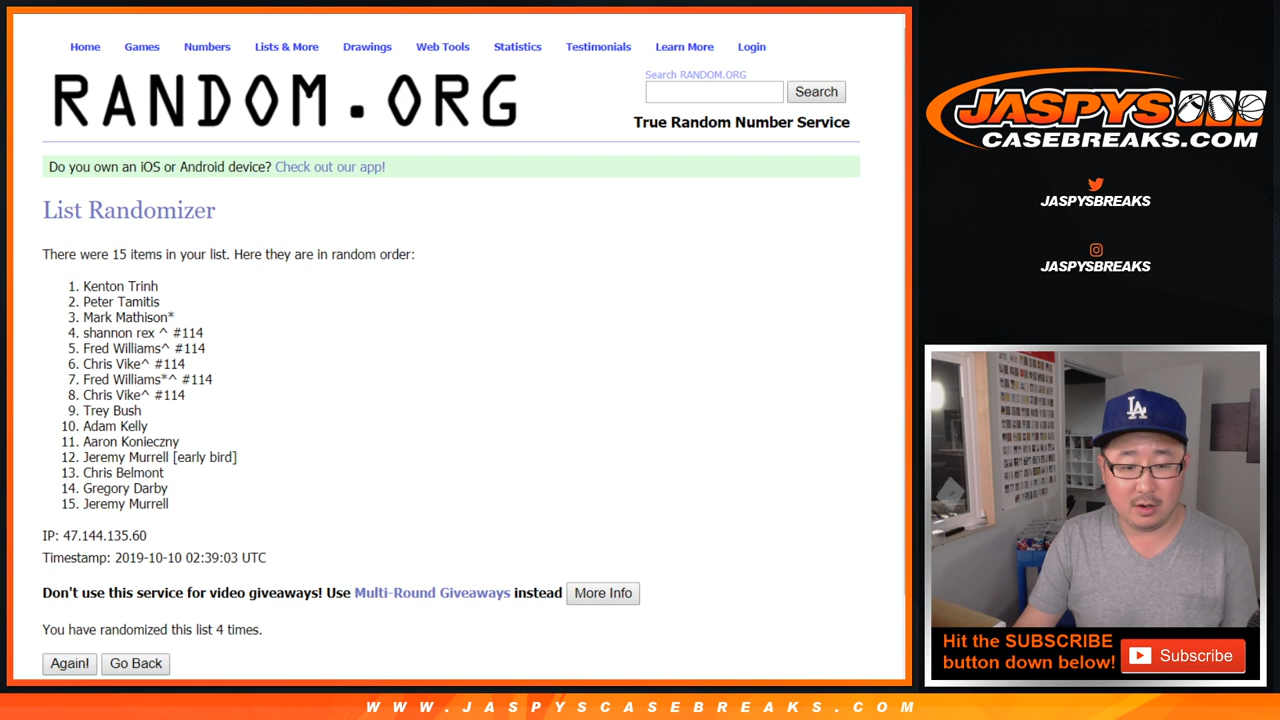 Home Games Numbers Lists & More Drawings Web Tools Statistics Testimonials Learn More Login
RANDOM.ORG
Search RANDOM.ORG
Search
True Random Number Service
Do you own an iOS or Android device? Check out our app!
List Randomizer
There were 15 items in your list. Here they are in random order:
1. Kenton Trinh
2. Peter Tamitis
3. Mark Mathison*
4. shannon rex ^ #114
5. Fred Williams^ #114
6. Chris Vike^ #114
7. Fred Williams*^ #114
8. Chris Vike^ #114
9. Trey Bush
10. Adam Kelly
11. Aaron Konieczny
12. Jeremy Murrell [early bird]
13. Chris Belmont
14. Gregory Darby
15. Jeremy Murrell
IP: 47.144.135.60
Timestamp: 2019-10-10 02:39:03 UTC
Don't use this service for video giveaways! Use Multi-Round Giveaways instead More Info
You have randomized this list 4 times.
Again! Go Back
JASPYS
CASEBREAKS.COM
JASPYSBREAKS
JASPYSBREAKS
LA
Hit the SUBSCRIBE
button down below!
Subscribe
WWW.JASPYSCASEBREAKS.COM